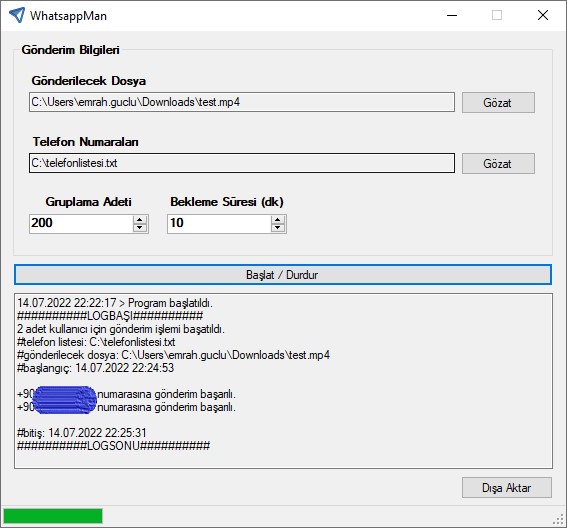 WhatsappMan
Gönderim Bilgileri
Gönderilecek Dosya
C:\Users\emrah.guclu\Downloads\test.mp4
Gözat
Telefon Numaraları
C:\telefonlistesi.txt
Gözat
Gruplama Adeti
Bekleme Süresi (dk)
200
10
Başlat / Durdur
14.07.2022 22:22:17 > Program başlatıldı.
##########LOGBAŞI##########
2 adet kullanıcı için gönderim işlemi başatıldı.
#telefon listesi: C:\telefonlistesi.txt
#gönderilecek dosya: C:\Users\emrah.guclu\Downloads\test.mp4
#başlangıç: 14.07.2022 22:24:53
+90 numarasına gönderim başarılı.
+90 numarasına gönderim başarılı.
#bitiş: 14.07.2022 22:25:31
##########LOGSONU##########
Dışa Aktar